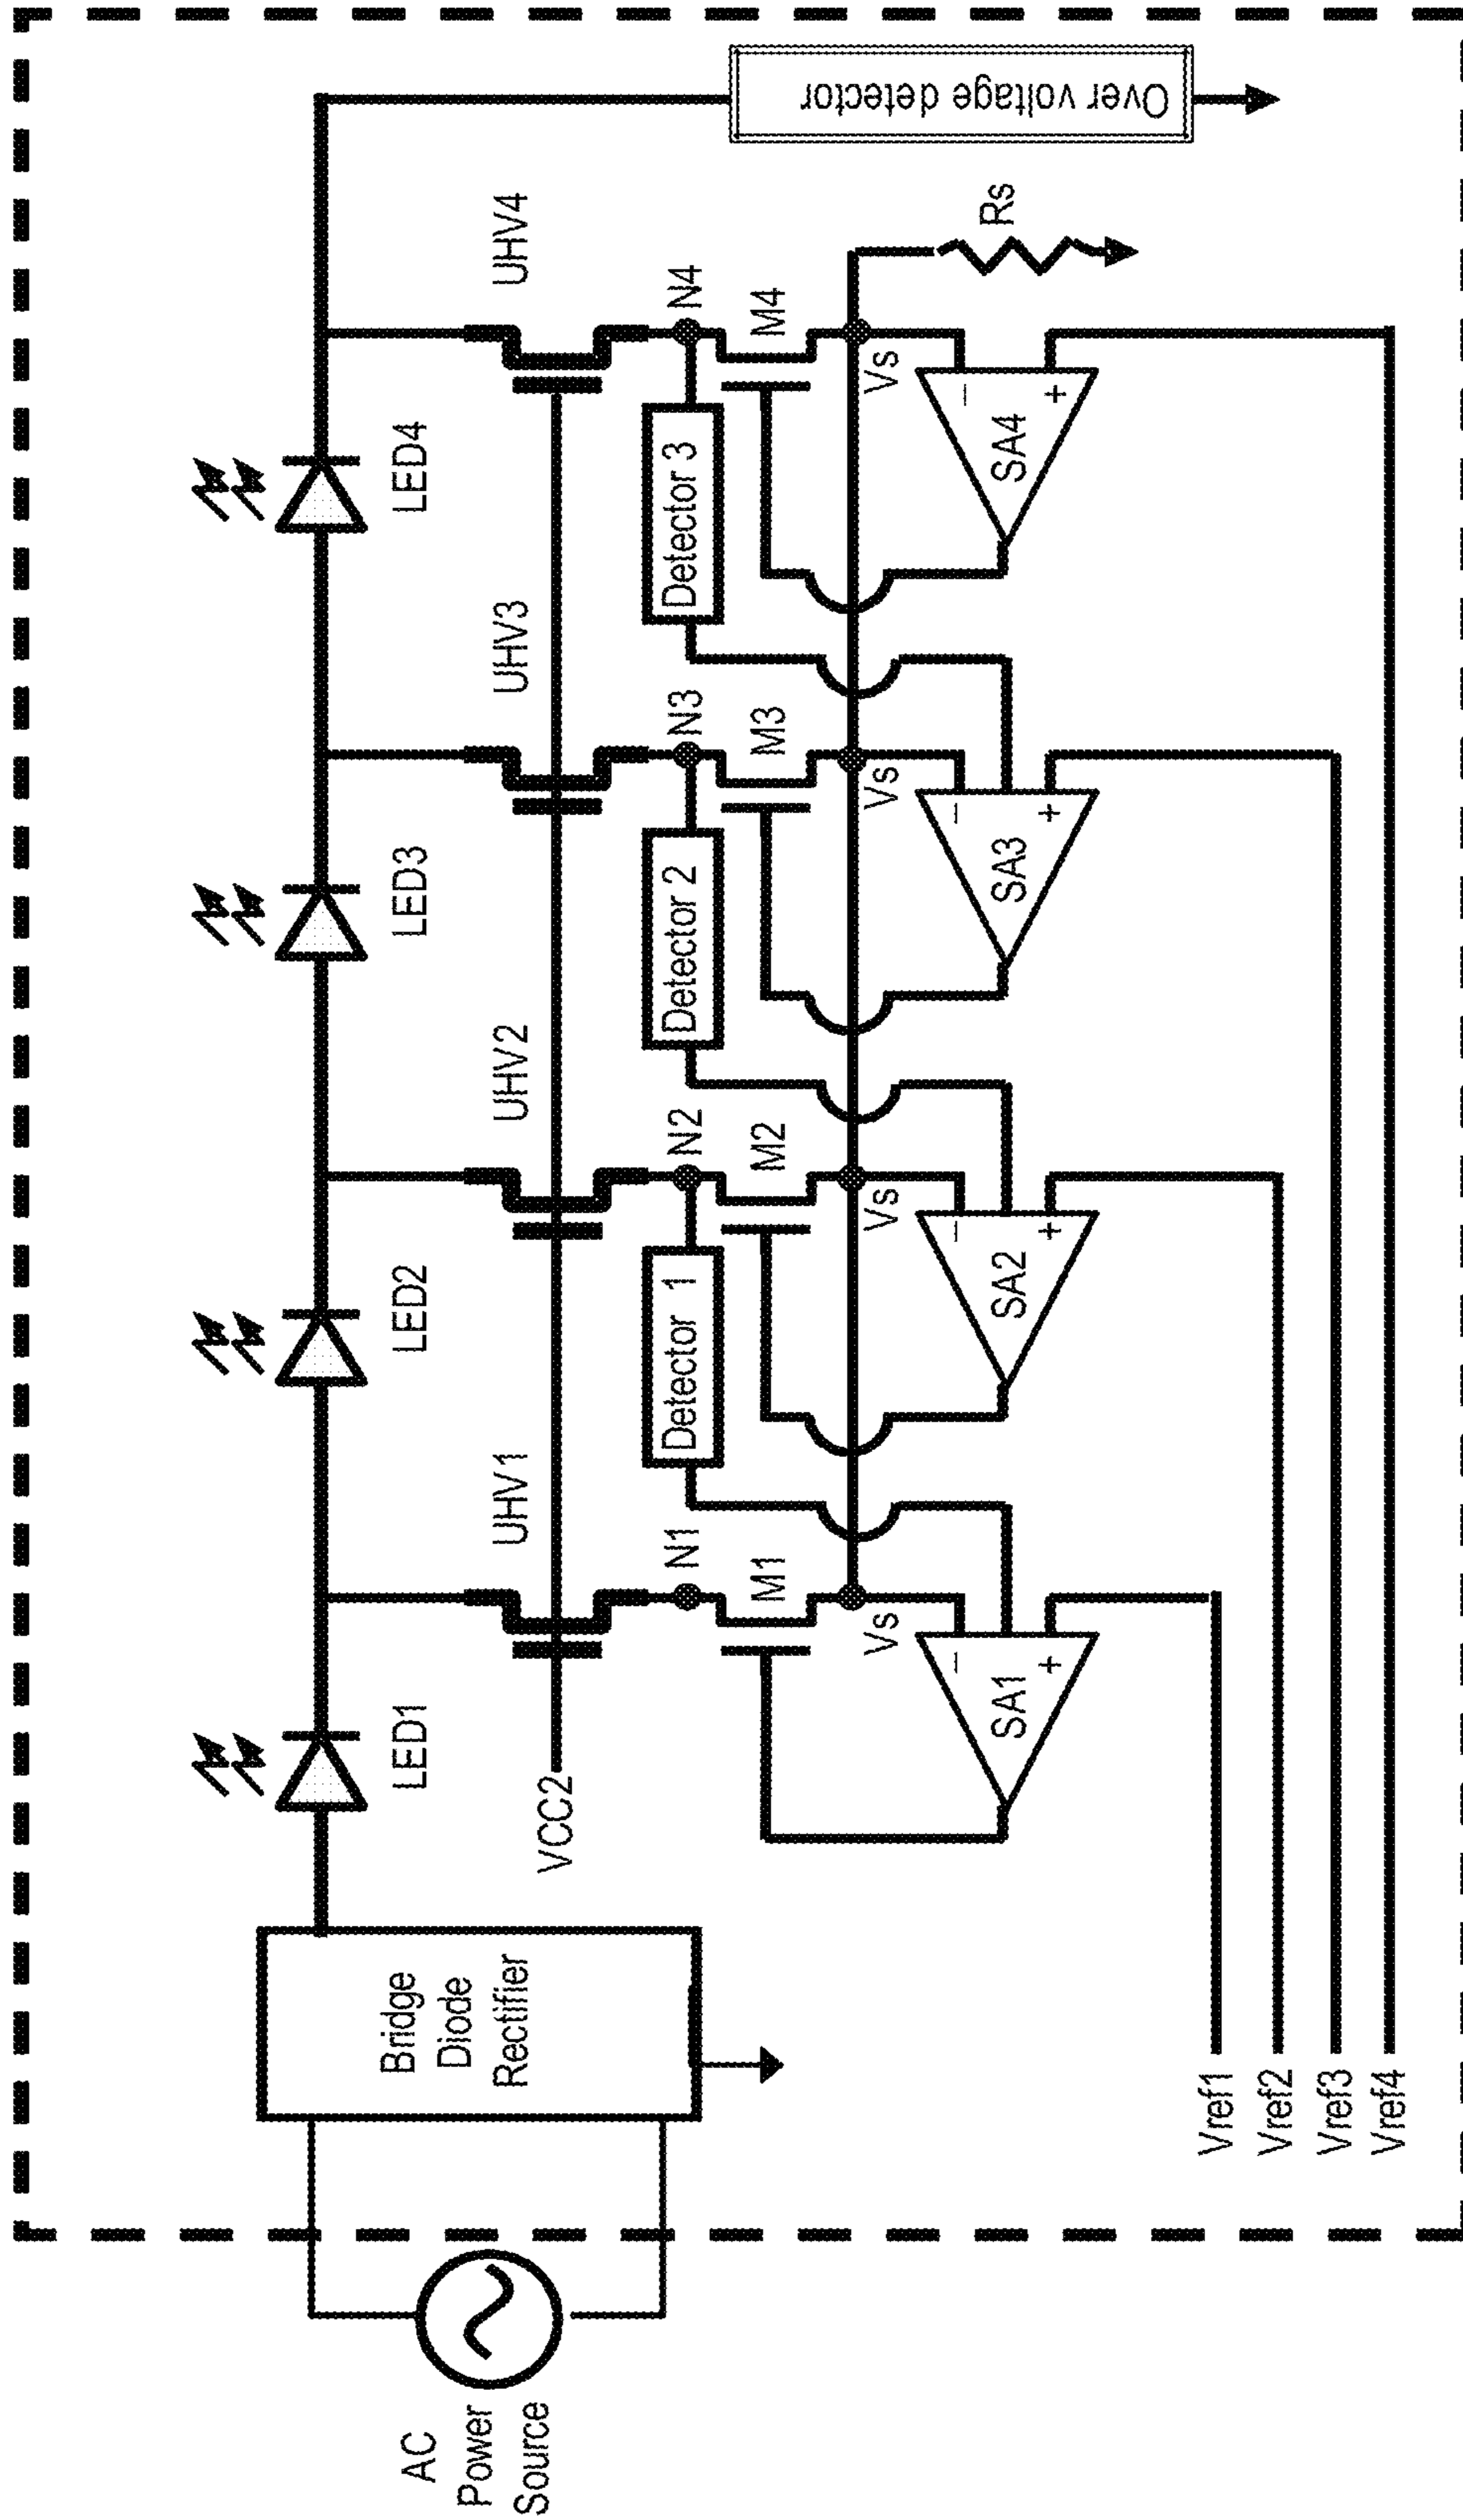 AC
Power
Source
Bridge
Diode
Rectifier
LED1
LED2
LED3
LED4
VCC2
UHV1
UHV2
UHV3
UHV4
N1
N2
N3
N4
Detector 1
Detector 2
Detector 3
M1
M2
M3
M4
Vs
Vs
Vs
Vs
Rs
Over voltage detector
−
+
SA1
−
+
SA2
−
+
SA3
−
+
SA4
Vref1
Vref2
Vref3
Vref4